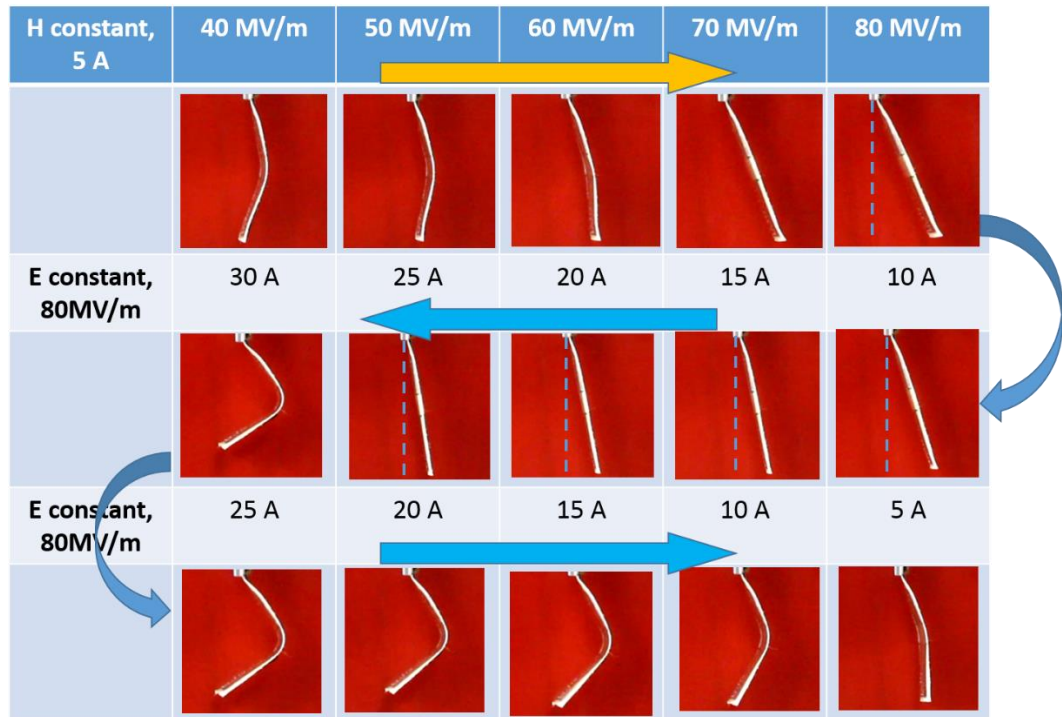 H constant, 40 MV/m 50 MV/m 60 MV/m 70 MV/m 80 MV/m
5 A
E constant, 30 A 25 A 20 A 15 A 10 A
80MV/m
E constant, 25 A 20 A 15 A 10 A 5 A
80MV/m